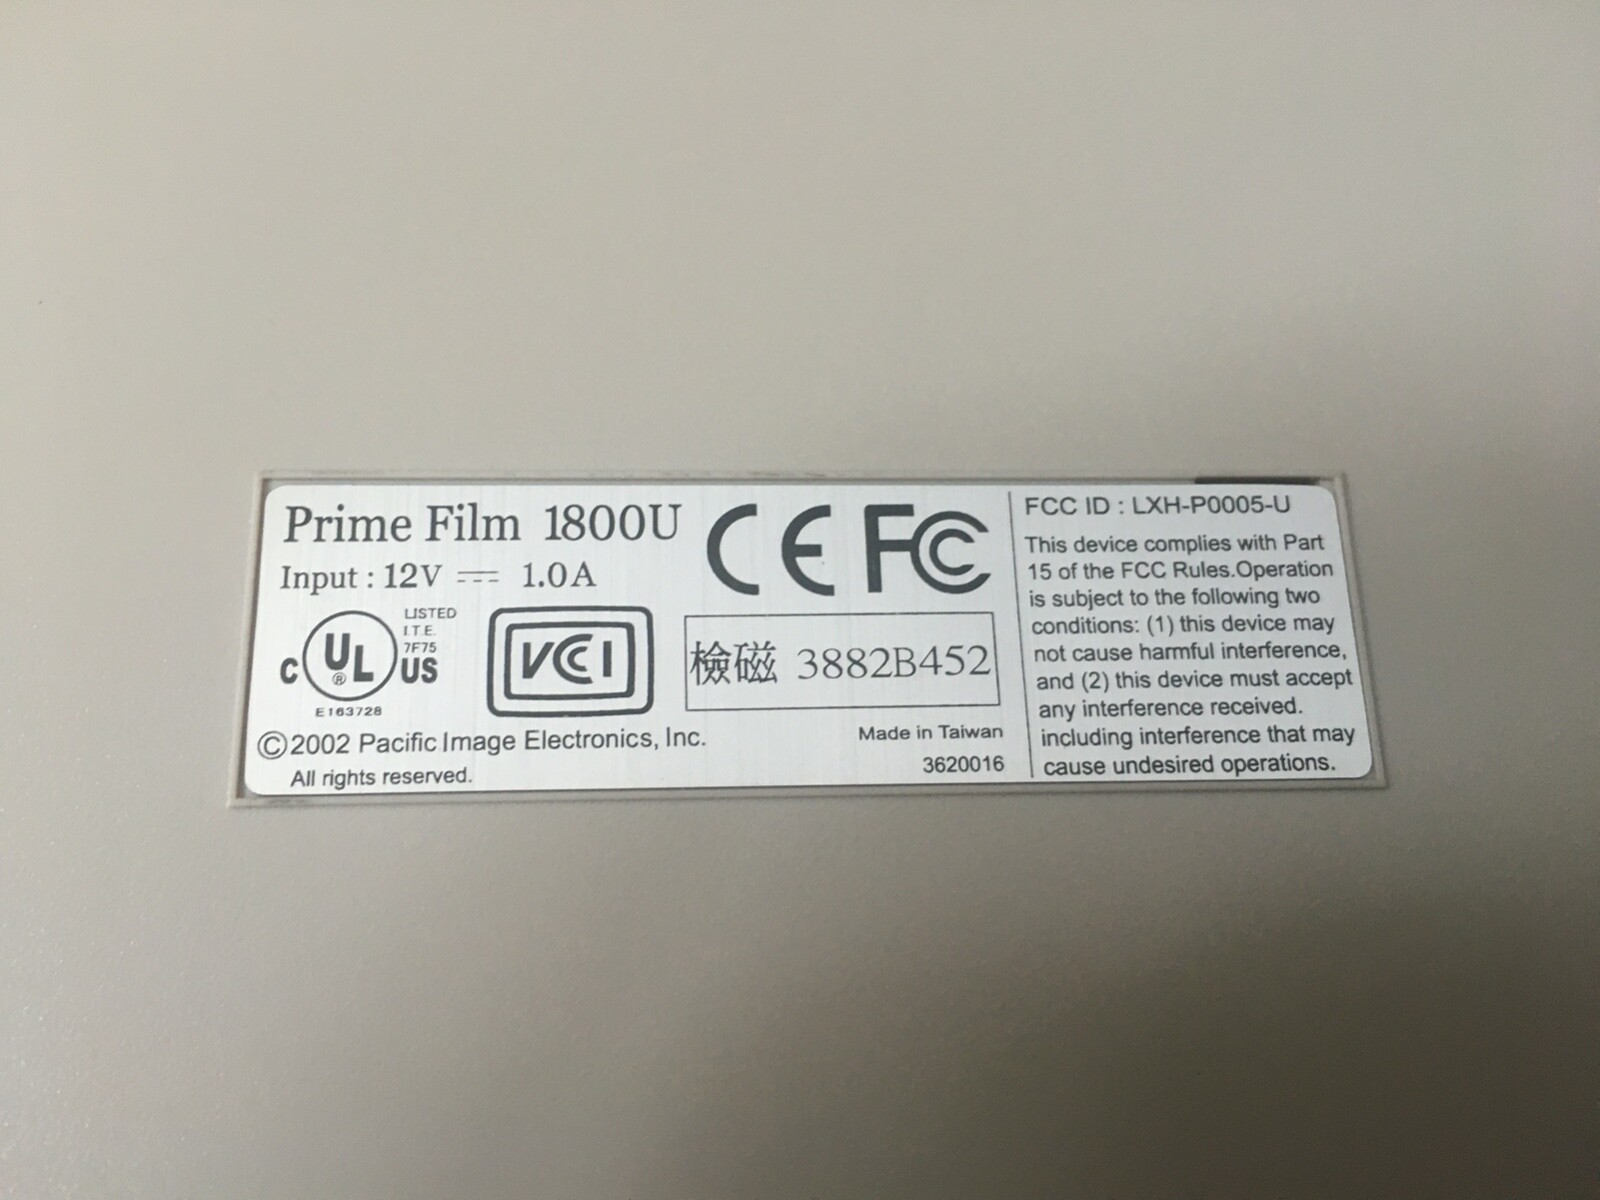 Prime Film 1800U
Input : 12V ⎓ 1.0A
LISTED
I.T.E.
7F75
C UL ® US
E163728
VCI
CE FC
檢磁 3882B452
©2002 Pacific Image Electronics, Inc.
All rights reserved.
Made in Taiwan
3620016
FCC ID : LXH-P0005-U
This device complies with Part
15 of the FCC Rules.Operation
is subject to the following two
conditions: (1) this device may
not cause harmful interference,
and (2) this device must accept
any interference received.
including interference that may
cause undesired operations.